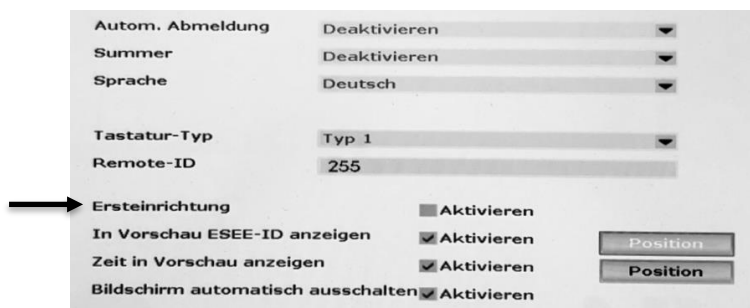 Autom. Abmeldung Deaktivieren
Summer Deaktivieren
Sprache Deutsch
Tastatur-Typ Typ 1
Remote-ID 255
Ersteinrichtung Aktivieren
In Vorschau ESEE-ID anzeigen Aktivieren Position
Zeit in Vorschau anzeigen Aktivieren Position
Bildschirm automatisch ausschalten Aktivieren